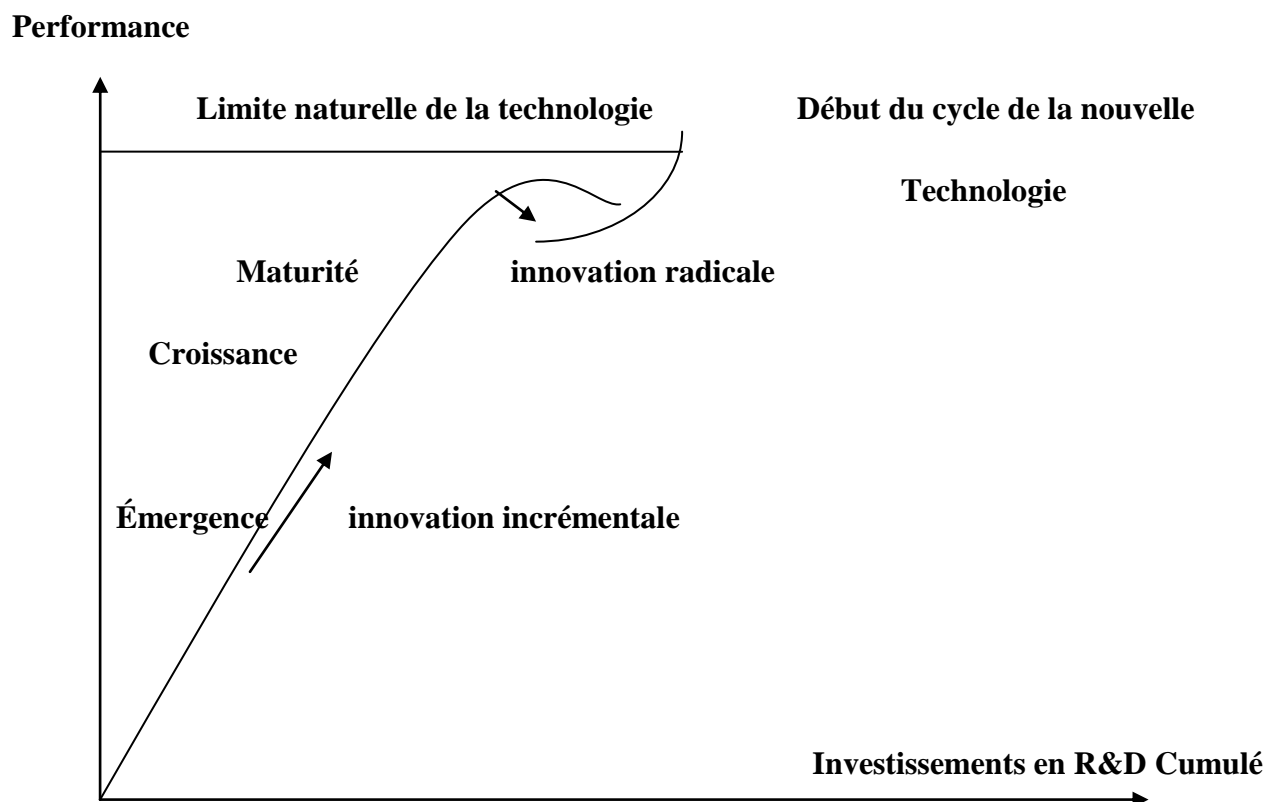 Performance
Limite naturelle de la technologie
Début du cycle de la nouvelle
Technologie
Maturité
innovation radicale
Croissance
Émergence
innovation incrémentale
Investissements en R&D Cumulé